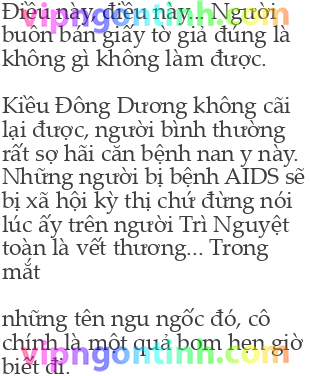 Điều này, điều này... Người
buôn bán giấy tờ giả đúng là
không gì không làm được.
Kiều Đông Dương không cãi
lại được, người bình thường
rất sợ hãi căn bệnh nan y này.
Những người bị bệnh AIDS sẽ
bị xã hội kỳ thị chứ đừng nói
lúc ấy trên người Trì Nguyệt
toàn là vết thương... Trong
mắt
những tên ngu ngốc đó, cô
chính là một quả bom hẹn giờ
biết đi.
vipngontinh.com
vipngontinh.com